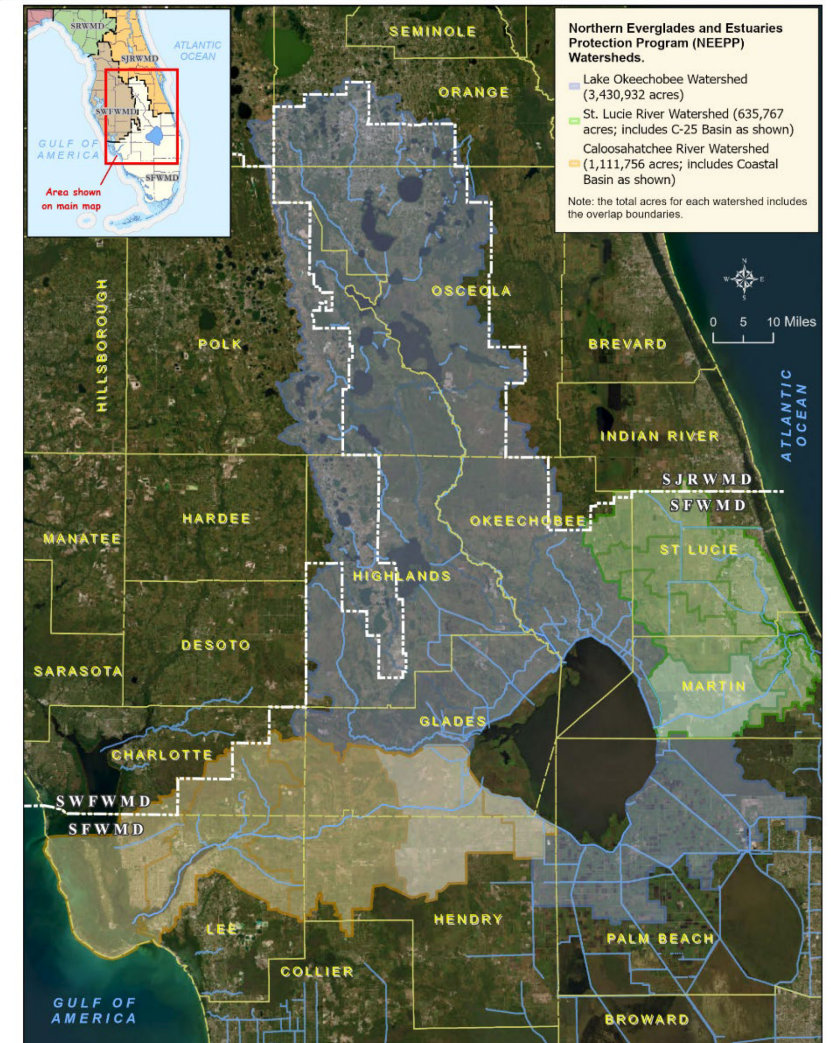 SRWMD
SJRWMD
ATLANTIC
OCEAN
SWFWMD
GULF OF
AMERICA
SFWMD
Area shown
on main map
Northern Everglades and Estuaries
Protection Program (NEEPP)
Watersheds.
Lake Okeechobee Watershed
(3,430,932 acres)
St. Lucie River Watershed (635,767
acres; includes C-25 Basin as shown)
Caloosahatchee River Watershed
(1,111,756 acres; includes Coastal
Basin as shown)
Note: the total acres for each watershed includes
the overlap boundaries.
SEMINOLE
ORANGE
N
W E
S
0 5 10 Miles
OSCEOLA
HILLSBOROUGH
POLK
BREVARD
ATLANTIC
OCEAN
INDIAN RIVER
SJRWMD
SFWMD
HARDEE
OKEECHOBEE
MANATEE
ST LUCIE
HIGHLANDS
DESOTO
SARASOTA
MARTIN
GLADES
CHARLOTTE
SWFWMD
SFWMD
LEE
HENDRY
PALM BEACH
COLLIER
GULF OF
AMERICA
BROWARD